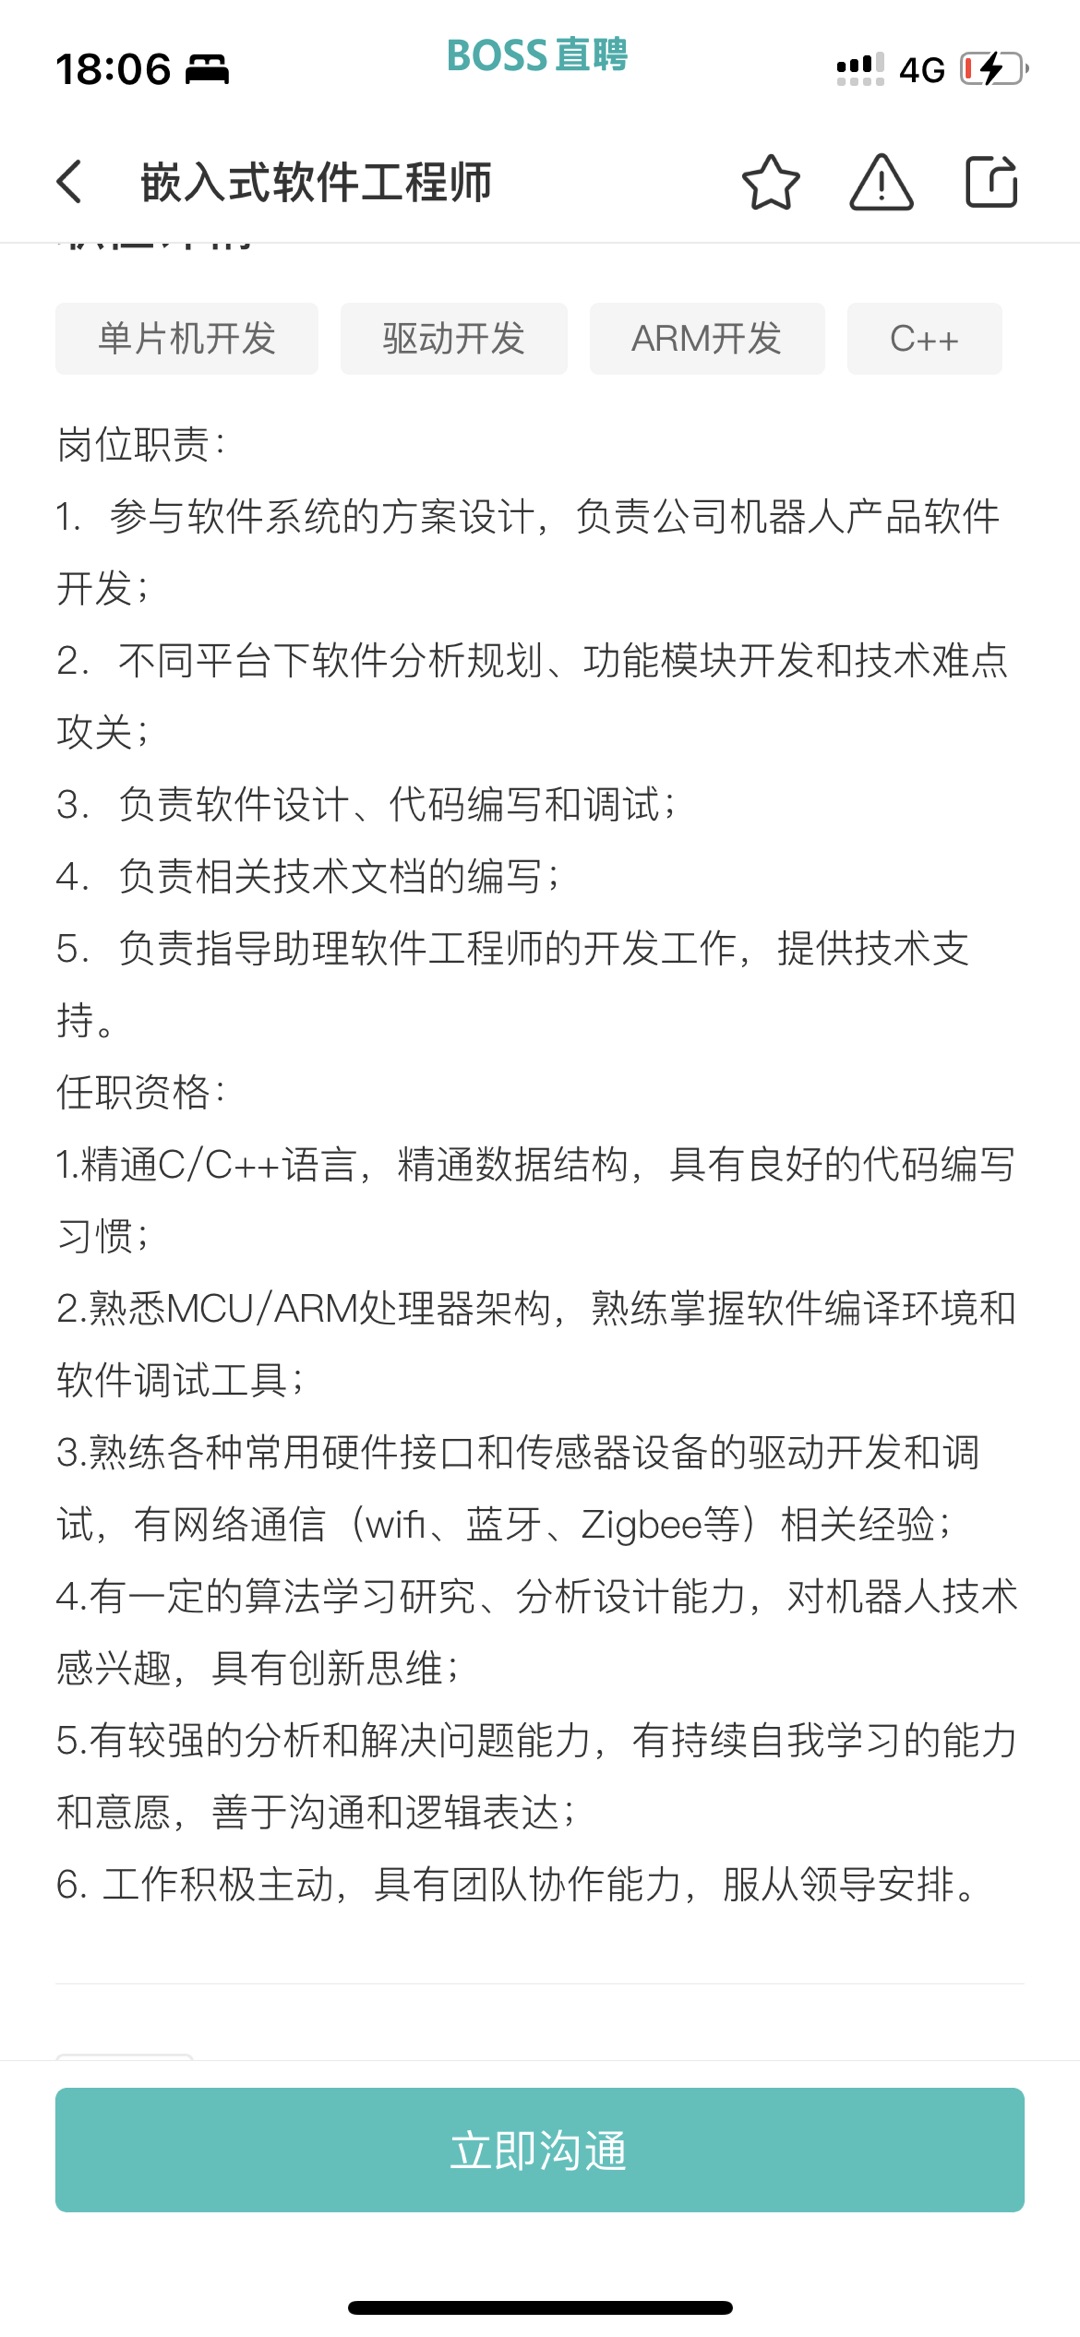 18:06
BOSS直聘
4G
嵌入式软件工程师
单片机开发 驱动开发 ARM开发 C++
岗位职责：
1. 参与软件系统的方案设计，负责公司机器人产品软件
开发；
2. 不同平台下软件分析规划、功能模块开发和技术难点
攻关；
3. 负责软件设计、代码编写和调试；
4. 负责相关技术文档的编写；
5. 负责指导助理软件工程师的开发工作，提供技术支
持。
任职资格：
1.精通C/C++语言，精通数据结构，具有良好的代码编写
习惯；
2.熟悉MCU/ARM处理器架构，熟练掌握软件编译环境和
软件调试工具；
3.熟练各种常用硬件接口和传感器设备的驱动开发和调
试，有网络通信（wifi、蓝牙、Zigbee等）相关经验；
4.有一定的算法学习研究、分析设计能力，对机器人技术
感兴趣，具有创新思维；
5.有较强的分析和解决问题能力，有持续自我学习的能力
和意愿，善于沟通和逻辑表达；
6. 工作积极主动，具有团队协作能力，服从领导安排。
立即沟通